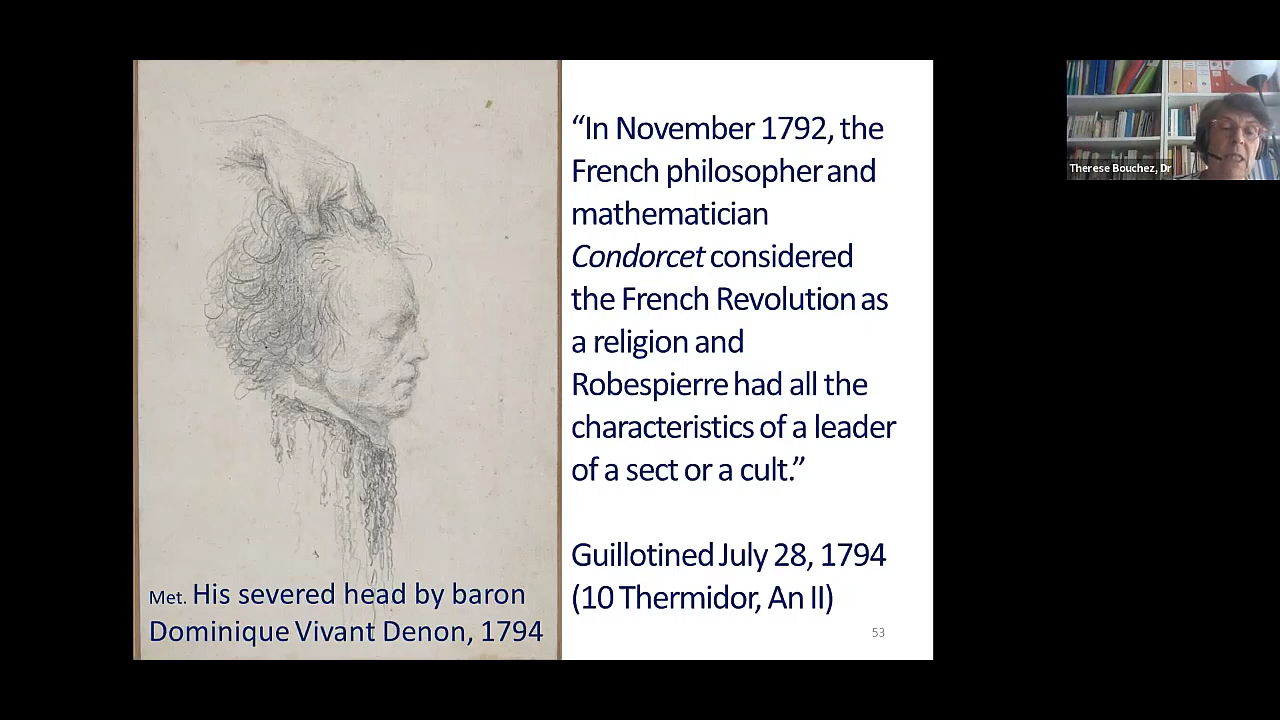 “In November 1792, the
French philosopher and
mathematician
Condorcet considered
the French Revolution as
a religion and
Robespierre had all the
characteristics of a leader
of a sect or a cult.”
Guillotined July 28, 1794
(10 Thermidor, An II)
Met. His severed head by baron
Dominique Vivant Denon, 1794
53
Therese Bouchez, Dr